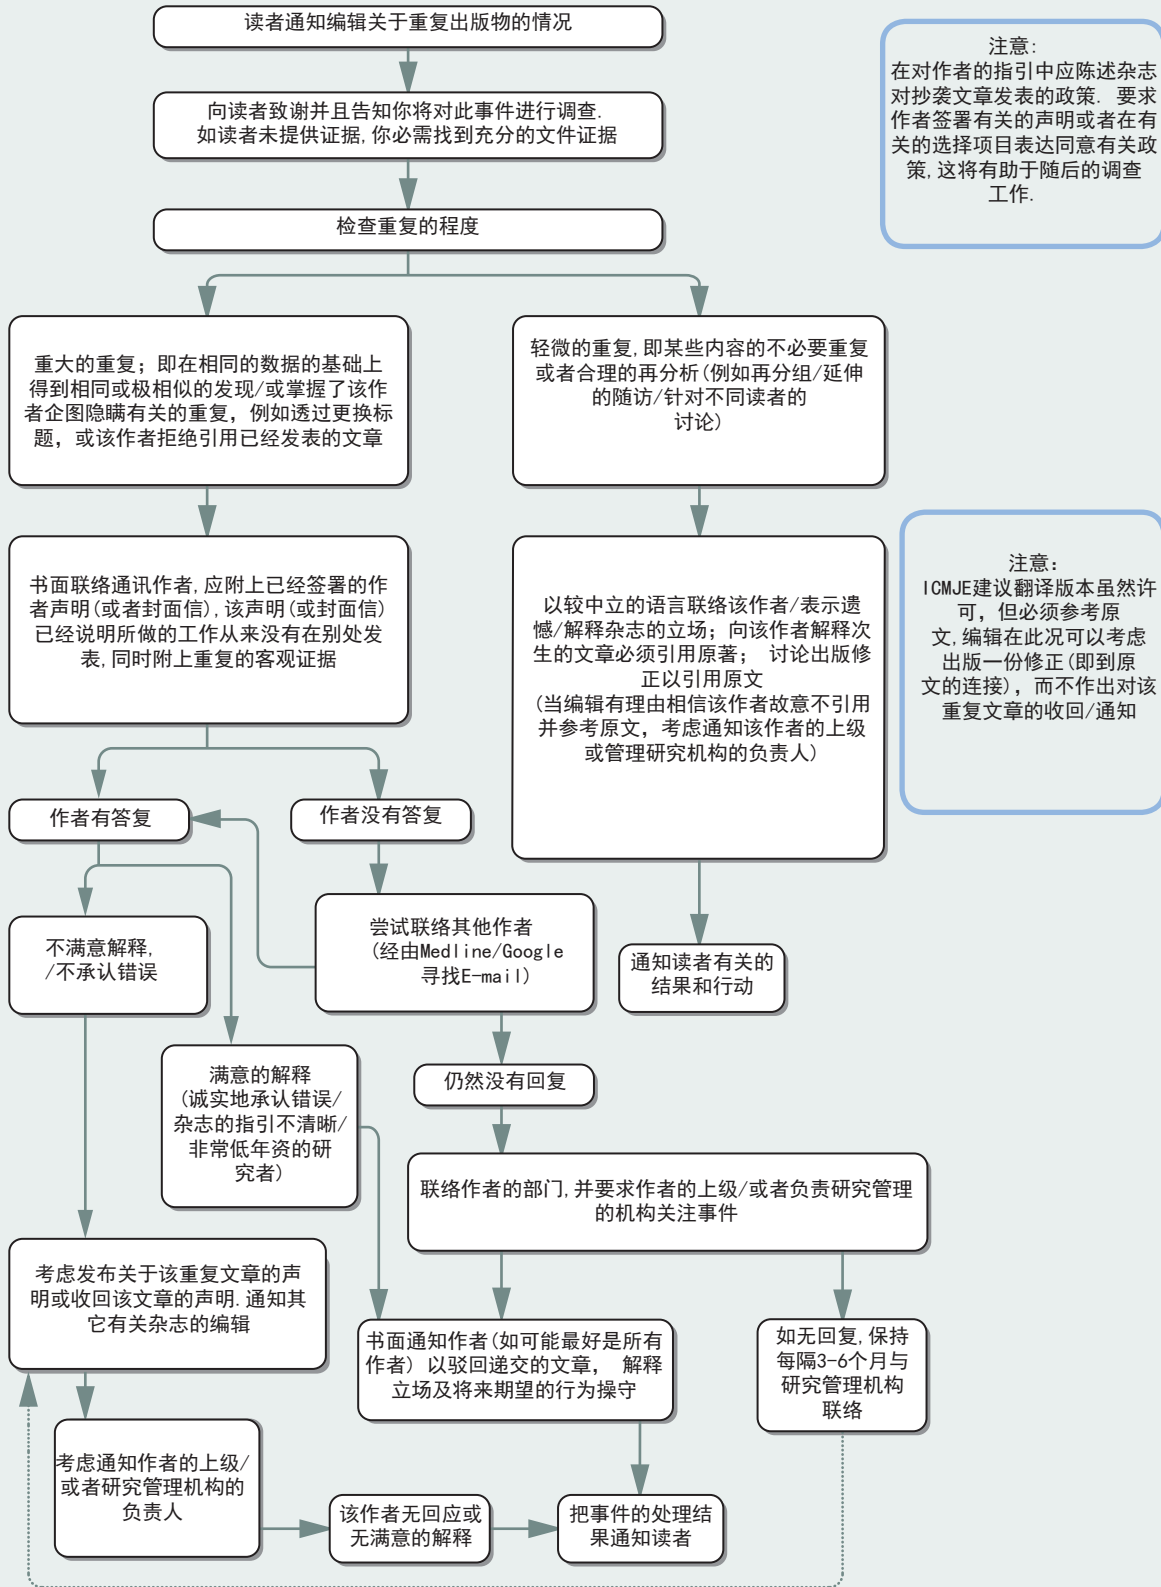 读者通知编辑关于重复出版物的情况
向读者致谢并且告知你将对此事件进行调查.
如读者未提供证据,你必需找到充分的文件证据
检查重复的程度
注意:
在对作者的指引中应陈述杂志
对抄袭文章发表的政策. 要求
作者签署有关的声明或者在有
关的选择项目表达同意有关政
策,这将有助于随后的调查
工作.
重大的重复；即在相同的数据的基础上
得到相同或极相似的发现/或掌握了该作
者企图隐瞒有关的重复，例如透过更换标
题，或该作者拒绝引用已经发表的文章
轻微的重复,即某些内容的不必要重复
或者合理的再分析(例如再分组/延伸
的随访/针对不同读者的
讨论)
书面联络通讯作者,应附上已经签署的作
者声明(或者封面信),该声明(或封面信)
已经说明所做的工作从来没有在别处发
表,同时附上重复的客观证据
以较中立的语言联络该作者/表示遗
憾/解释杂志的立场；向该作者解释次
生的文章必须引用原著； 讨论出版修
正以引用原文
(当编辑有理由相信该作者故意不引用
并参考原文，考虑通知该作者的上级
或管理研究机构的负责人)
注意：
ICMJE建议翻译版本虽然许
可，但必须参考原
文,编辑在此况可以考虑
出版一份修正(即到原
文的连接)，而不作出对该
重复文章的收回/通知
作者有答复
作者没有答复
不满意解释,
/不承认错误
尝试联络其他作者
(经由Medline/Google
寻找E-mail)
通知读者有关的
结果和行动
满意的解释
(诚实地承认错误/
杂志的指引不清晰/
非常低年资的研
究者)
仍然没有回复
联络作者的部门,并要求作者的上级/或者负责研究管理
的机构关注事件
考虑发布关于该重复文章的声
明或收回该文章的声明.通知其
它有关杂志的编辑
书面通知作者(如可能最好是所有
作者) 以驳回递交的文章， 解释
立场及将来期望的行为操守
如无回复,保持
每隔3-6个月与
研究管理机构
联络
考虑通知作者的上级/
或者研究管理机构的
负责人
该作者无回应或
无满意的解释
把事件的处理结
果通知读者